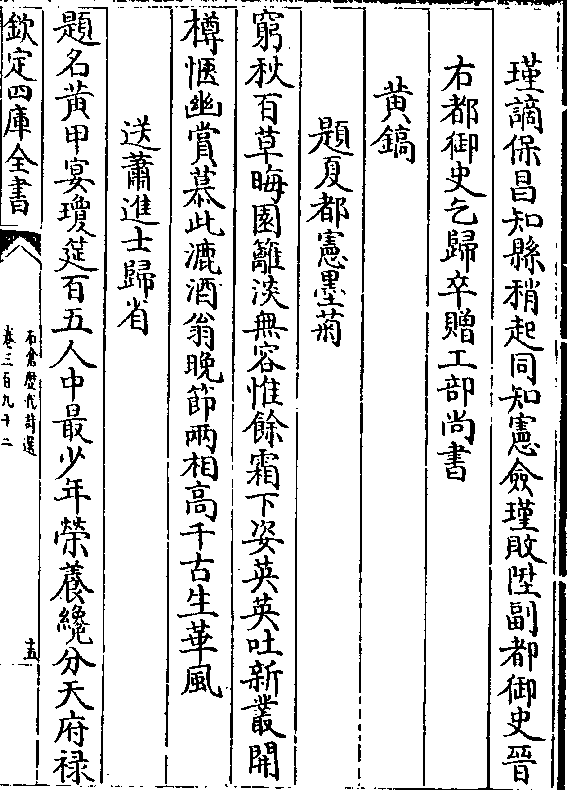 瑾謫保昌知縣稍起同知憲僉瑾敗陞副都御史晉
右都御史乞歸卒贈工部尚書
黄鎬
題夏都憲墨菊
窮秋百草晦園籬淡無容惟餘霜下姿英英吐新叢開
樽愜幽賞慕此漉酒翁晩節兩相高千古生華風
送蕭進士歸省
題名黄甲宴瓊筵百五人中最少年榮養纔分天府禄
欽定四庫全書
石倉歷代詩選
卷三百九十二
十五